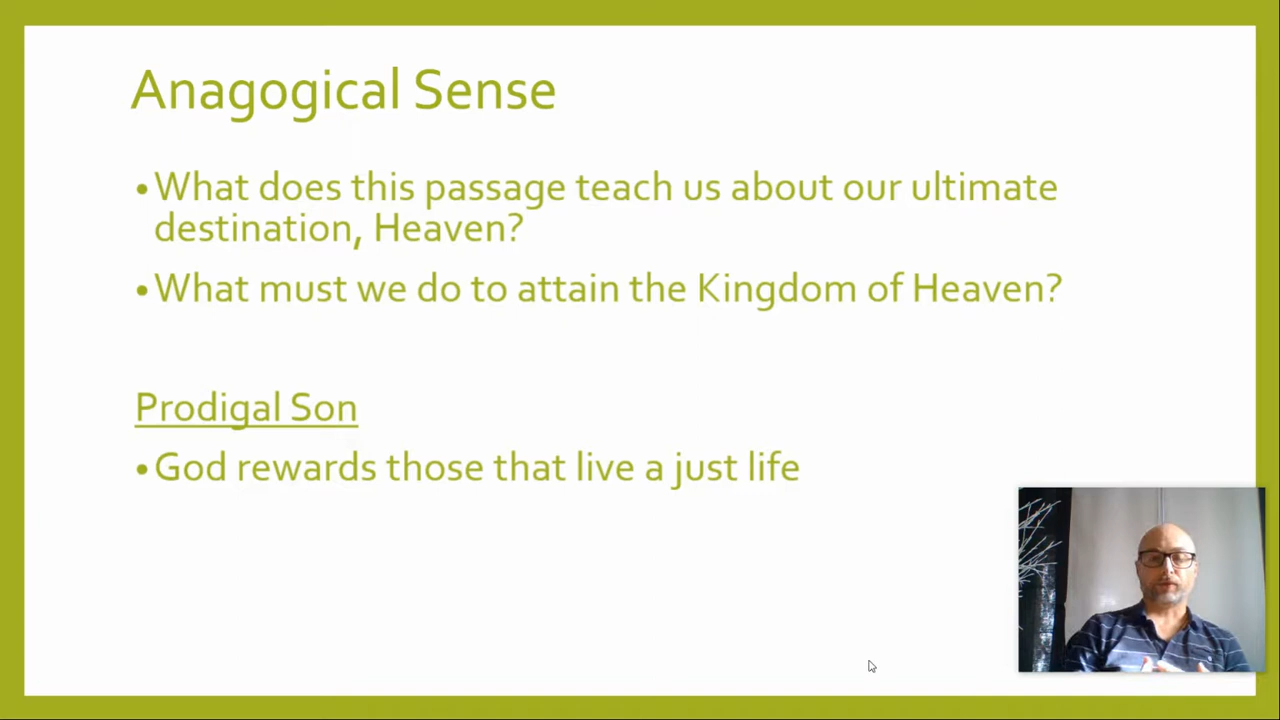 Anagogical Sense
•What does this passage teach us about our ultimate
destination, Heaven?
•What must we do to attain the Kingdom of Heaven?
Prodigal Son
•God rewards those that live a just life